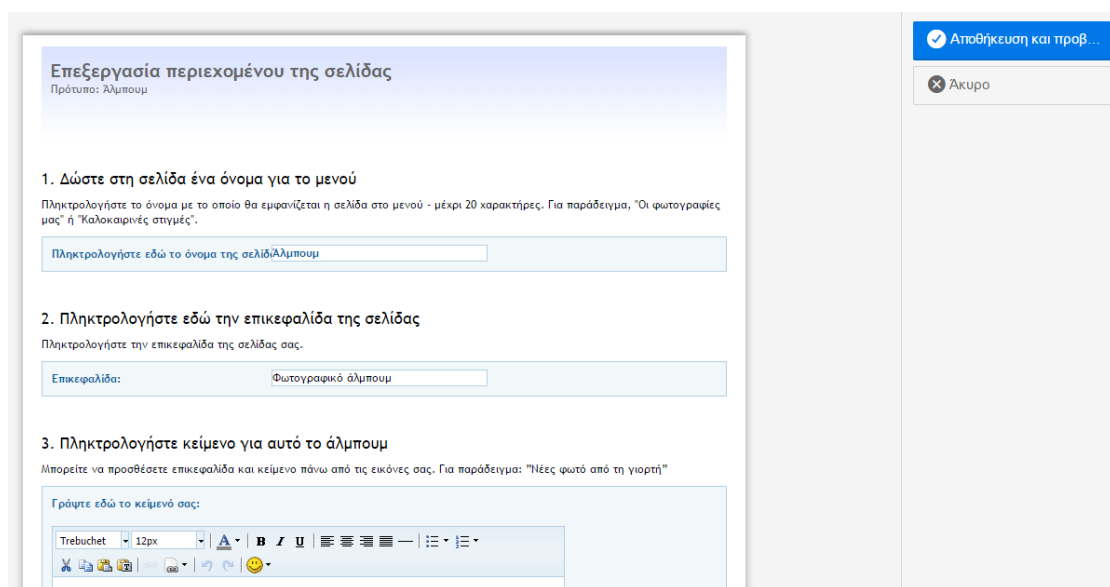 Επεξεργασία περιεχομένου της σελίδας
Πρότυπο: Άλμπουμ
Αποθήκευση και προβ...
Άκυρο
1. Δώστε στη σελίδα ένα όνομα για το μενού
Πληκτρολογήστε το όνομα με το οποίο θα εμφανίζεται η σελίδα στο μενού - μέχρι 20 χαρακτήρες. Για παράδειγμα, "Οι φωτογραφίες
μας" ή "Καλοκαιρινές στιγμές".
Πληκτρολογήστε εδώ το όνομα της σελίδ Άλμπουμ
2. Πληκτρολογήστε εδώ την επικεφαλίδα της σελίδας
Πληκτρολογήστε την επικεφαλίδα της σελίδας σας.
Επικεφαλίδα: Φωτογραφικό άλμπουμ
3. Πληκτρολογήστε κείμενο για αυτό το άλμπουμ
Μπορείτε να προσθέσετε επικεφαλίδα και κείμενο πάνω από τις εικόνες σας. Για παράδειγμα: "Νέες φωτό από τη γιορτή"
Γράψτε εδώ το κείμενό σας:
Trebuchet 12px A B I U